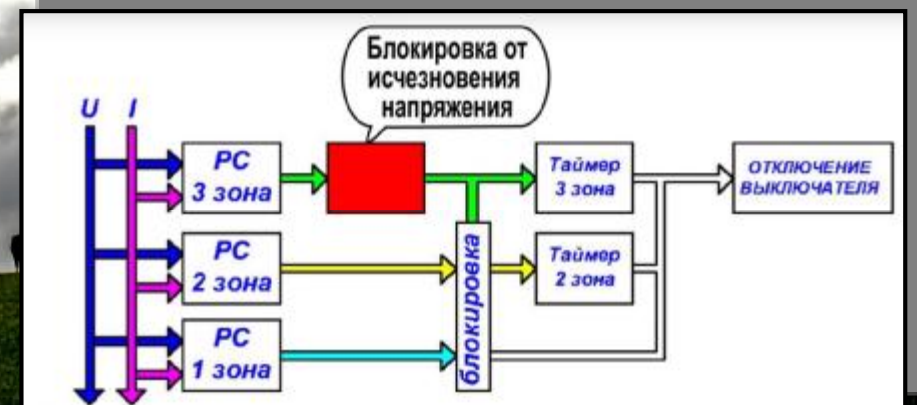 Блокировка от
исчезновения
напряжения
U I
РС
3 зона
Таймер
3 зона
ОТКЛЮЧЕНИЕ
ВЫКЛЮЧАТЕЛЯ
РС
2 зона
блокировка
Таймер
2 зона
РС
1 зона